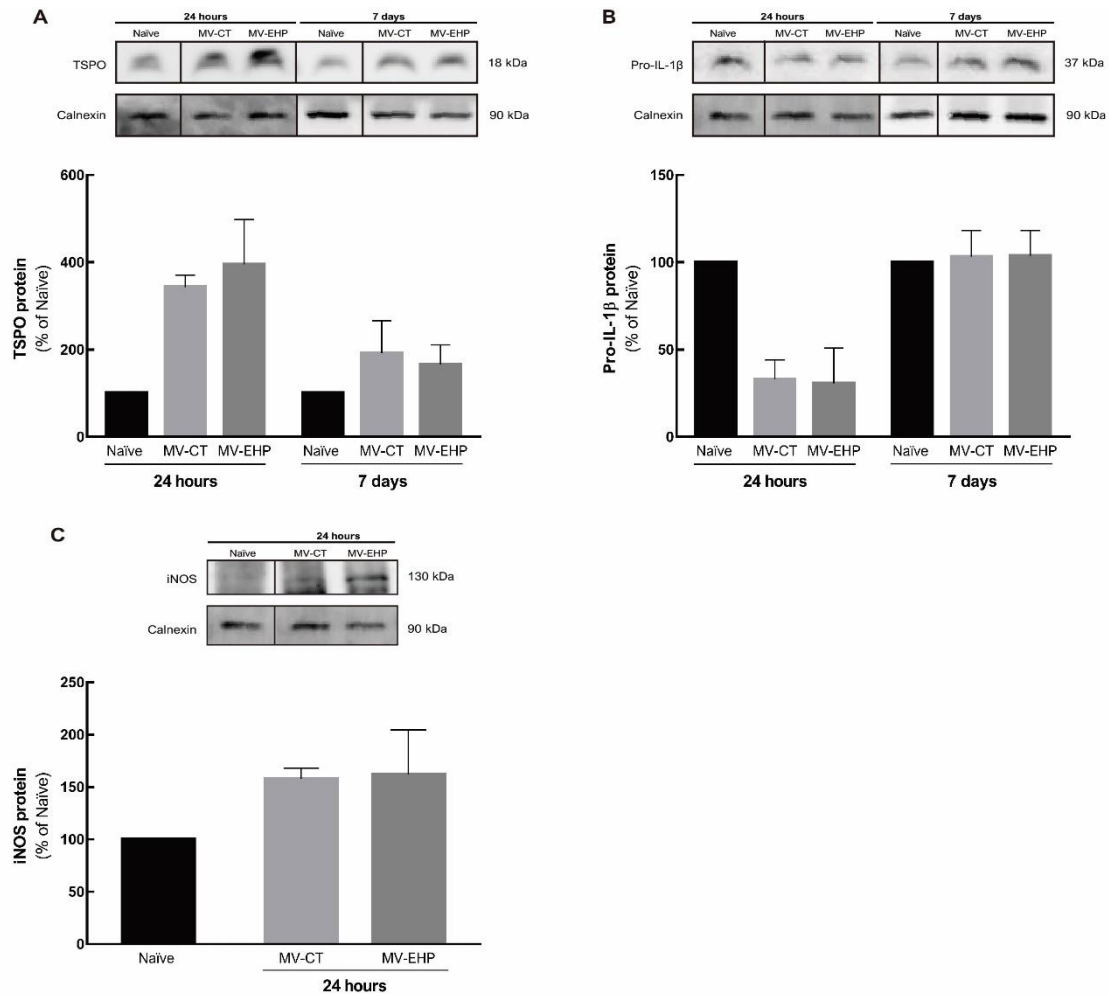 A
24 hours 7 days
Naïve MV-CT MV-EHP Naïve MV-CT MV-EHP
TSPO 18 kDa
Calnexin 90 kDa
600
400
200
0
TSPO protein
(% of Naïve)
Naïve MV-CT MV-EHP Naïve MV-CT MV-EHP
24 hours 7 days
B
24 hours 7 days
Naïve MV-CT MV-EHP Naïve MV-CT MV-EHP
Pro-IL-1β 37 kDa
Calnexin 90 kDa
150
100
50
0
Pro-IL-1β protein
(% of Naïve)
Naïve MV-CT MV-EHP Naïve MV-CT MV-EHP
24 hours 7 days
C
24 hours
Naïve MV-CT MV-EHP
iNOS 130 kDa
Calnexin 90 kDa
250
200
150
100
50
0
iNOS protein
(% of Naïve)
Naïve MV-CT MV-EHP
24 hours